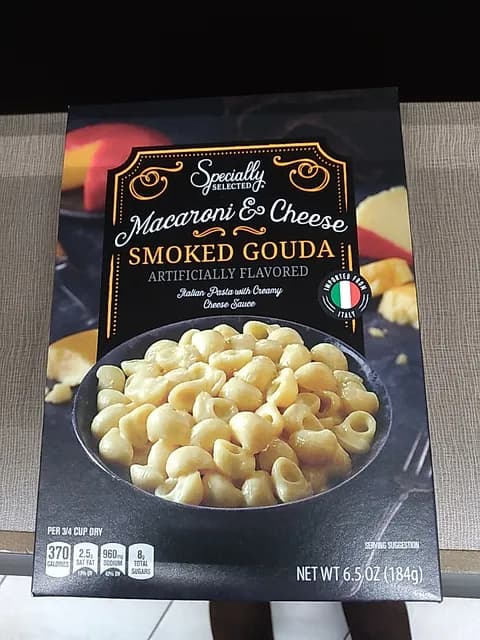 Specially
SELECTED.
Macaroni & Cheese
SMOKED GOUDA
ARTIFICIALLY FLAVORED
Italian Pasta with Creamy
Cheese Sauce
IMPORTED FROM
ITALY
PER 3/4 CUP DRY
370
CALORIES
2.5g
SAT FAT
960mg
SODIUM
8g
TOTAL
SUGARS
SERVING SUGGESTION
NET WT 6.5 OZ (184g)